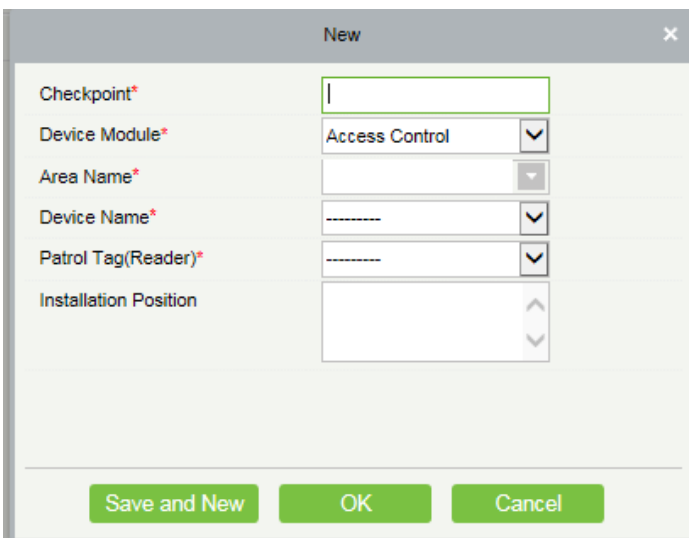 New
Checkpoint*
Device Module* Access Control
Area Name*
Device Name* ---------
Patrol Tag(Reader)* ---------
Installation Position
Save and New OK Cancel